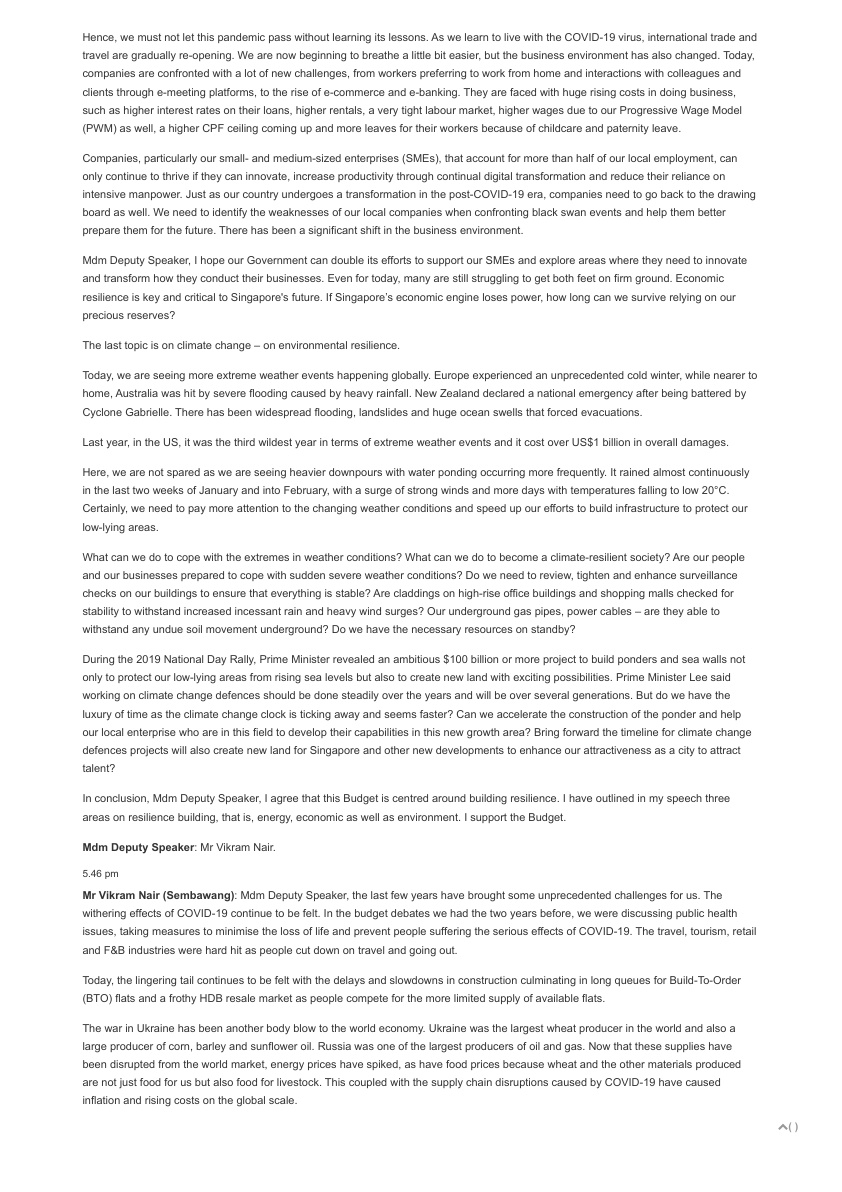 Hence, we must not let this pandemic pass without learning its lessons. As we learn to live with the COVID-19 virus, international trade and
travel are gradually re-opening. We are now beginning to breathe a little bit easier, but the business environment has also changed. Today,
companies are confronted with a lot of new challenges, from workers preferring to work from home and interactions with colleagues and
clients through e-meeting platforms, to the rise of e-commerce and e-banking. They are faced with huge rising costs in doing business,
such as higher interest rates on their loans, higher rentals, a very tight labour market, higher wages due to our Progressive Wage Model
(PWM) as well, a higher CPF ceiling coming up and more leaves for their workers because of childcare and paternity leave.
Companies, particularly our small- and medium-sized enterprises (SMEs), that account for more than half of our local employment, can
only continue to thrive if they can innovate, increase productivity through continual digital transformation and reduce their reliance on
intensive manpower. Just as our country undergoes a transformation in the post-COVID-19 era, companies need to go back to the drawing
board as well. We need to identify the weaknesses of our local companies when confronting black swan events and help them better
prepare them for the future. There has been a significant shift in the business environment.
Mdm Deputy Speaker, I hope our Government can double its efforts to support our SMEs and explore areas where they need to innovate
and transform how they conduct their businesses. Even for today, many are still struggling to get both feet on firm ground. Economic
resilience is key and critical to Singapore's future. If Singapore's economic engine loses power, how long can we survive relying on our
precious reserves?
The last topic is on climate change – on environmental resilience.
Today, we are seeing more extreme weather events happening globally. Europe experienced an unprecedented cold winter, while nearer to
home, Australia was hit by severe flooding caused by heavy rainfall. New Zealand declared a national emergency after being battered by
Cyclone Gabrielle. There has been widespread flooding, landslides and huge ocean swells that forced evacuations.
Last year, in the US, it was the third wildest year in terms of extreme weather events and it cost over US$1 billion in overall damages.
Here, we are not spared as we are seeing heavier downpours with water ponding occurring more frequently. It rained almost continuously
in the last two weeks of January and into February, with a surge of strong winds and more days with temperatures falling to low 20°C.
Certainly, we need to pay more attention to the changing weather conditions and speed up our efforts to build infrastructure to protect our
low-lying areas.
What can we do to cope with the extremes in weather conditions? What can we do to become a climate-resilient society? Are our people
and our businesses prepared to cope with sudden severe weather conditions? Do we need to review, tighten and enhance surveillance
checks on our buildings to ensure that everything is stable? Are claddings on high-rise office buildings and shopping malls checked for
stability to withstand increased incessant rain and heavy wind surges? Our underground gas pipes, power cables – are they able to
withstand any undue soil movement underground? Do we have the necessary resources on standby?
During the 2019 National Day Rally, Prime Minister revealed an ambitious $100 billion or more project to build ponders and sea walls not
only to protect our low-lying areas from rising sea levels but also to create new land with exciting possibilities. Prime Minister Lee said
working on climate change defences should be done steadily over the years and will be over several generations. But do we have the
luxury of time as the climate change clock is ticking away and seems faster? Can we accelerate the construction of the ponder and help
our local enterprise who are in this field to develop their capabilities in this new growth area? Bring forward the timeline for climate change
defences projects will also create new land for Singapore and other new developments to enhance our attractiveness as a city to attract
talent?
In conclusion, Mdm Deputy Speaker, I agree that this Budget is centred around building resilience. I have outlined in my speech three
areas on resilience building, that is, energy, economic as well as environment. I support the Budget.
Mdm Deputy Speaker: Mr Vikram Nair.
5.46 pm
Mr Vikram Nair (Sembawang): Mdm Deputy Speaker, the last few years have brought some unprecedented challenges for us. The
withering effects of COVID-19 continue to be felt. In the budget debates we had the two years before, we were discussing public health
issues, taking measures to minimise the loss of life and prevent people suffering the serious effects of COVID-19. The travel, tourism, retail
and F&B industries were hard hit as people cut down on travel and going out.
Today, the lingering tail continues to be felt with the delays and slowdowns in construction culminating in long queues for Build-To-Order
(BTO) flats and a frothy HDB resale market as people compete for the more limited supply of available flats.
The war in Ukraine has been another body blow to the world economy. Ukraine was the largest wheat producer in the world and also a
large producer of corn, barley and sunflower oil. Russia was one of the largest producers of oil and gas. Now that these supplies have
been disrupted from the world market, energy prices have spiked, as have food prices because wheat and the other materials produced
are not just food for us but also food for livestock. This coupled with the supply chain disruptions caused by COVID-19 have caused
inflation and rising costs on the global scale.
( )